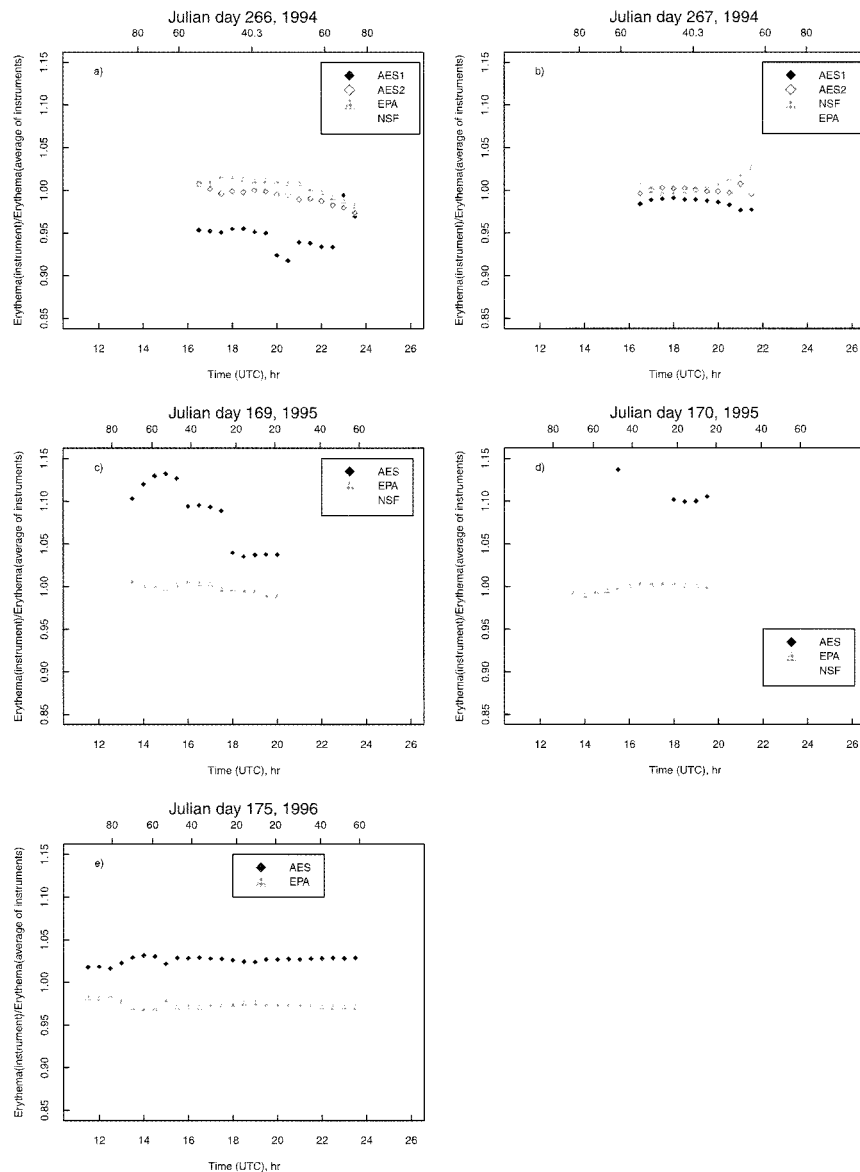 Julian day 266, 1994
80 60 40.3 60 80
a)
AES1
AES2
EPA
NSF
Erythema(instrument)/Erythema(average of instruments)
1.15
1.10
1.05
1.00
0.95
0.90
0.85
12 14 16 18 20 22 24 26
Time (UTC), hr
Julian day 267, 1994
80 60 40.3 60 80
b)
AES1
AES2
NSF
EPA
Erythema(instrument)/Erythema(average of instruments)
1.15
1.10
1.05
1.00
0.95
0.90
0.85
12 14 16 18 20 22 24 26
Time (UTC), hr
Julian day 169, 1995
80 60 40 20 20 40 60
c)
AES
EPA
NSF
Erythema(instrument)/Erythema(average of instruments)
1.15
1.10
1.05
1.00
0.95
0.90
0.85
12 14 16 18 20 22 24 26
Time (UTC), hr
Julian day 170, 1995
80 60 40 20 20 40 60
d)
AES
EPA
NSF
Erythema(instrument)/Erythema(average of instruments)
1.15
1.10
1.05
1.00
0.95
0.90
0.85
12 14 16 18 20 22 24 26
Time (UTC), hr
Julian day 175, 1996
80 60 40 20 20 40 60
e)
AES
EPA
Erythema(instrument)/Erythema(average of instruments)
1.15
1.10
1.05
1.00
0.95
0.90
0.85
12 14 16 18 20 22 24 26
Time (UTC), hr